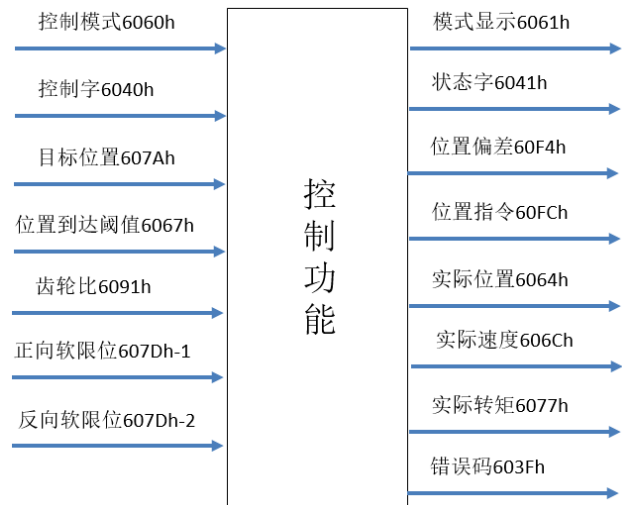 控制模式6060h
控制字6040h
目标位置607Ah
位置到达阈值6067h
齿轮比6091h
正向软限位607Dh-1
反向软限位607Dh-2
控制功能
模式显示6061h
状态字6041h
位置偏差60F4h
位置指令60FCh
实际位置6064h
实际速度606Ch
实际转矩6077h
错误码603Fh